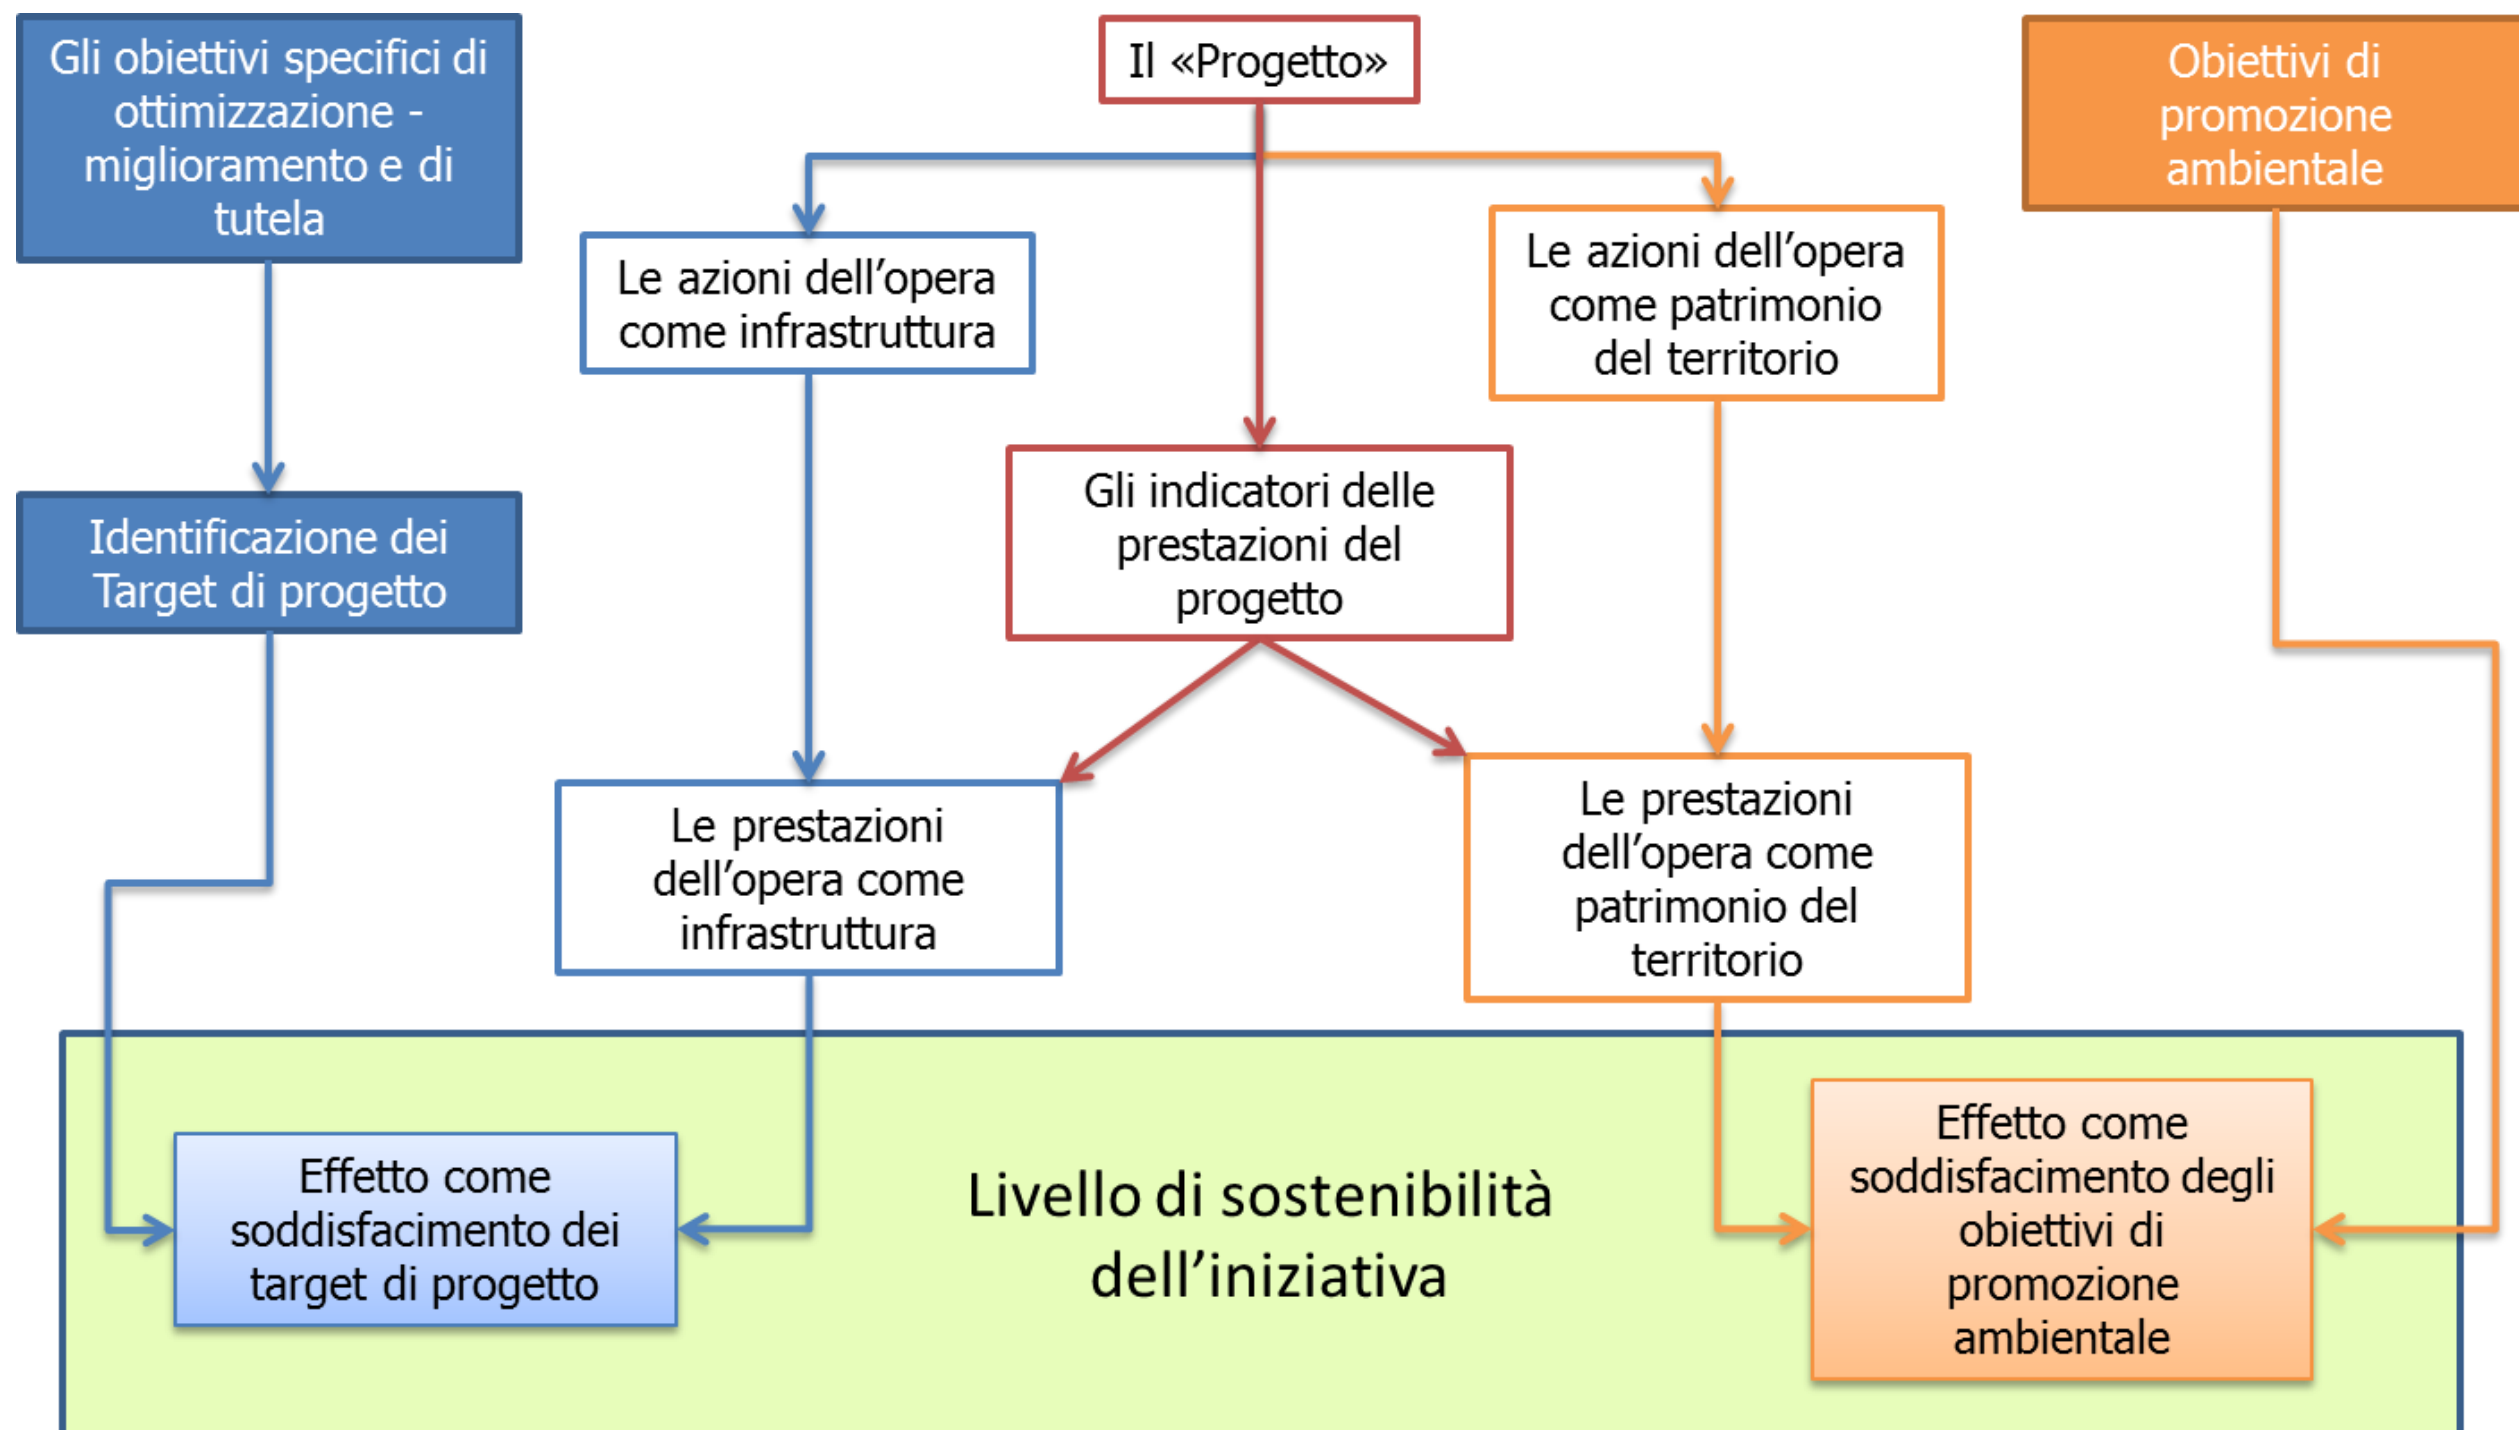 Gli obiettivi specifici di
ottimizzazione -
miglioramento e di
tutela
Il «Progetto»
Obiettivi di
promozione
ambientale
Le azioni dell’opera
come infrastruttura
Le azioni dell’opera
come patrimonio
del territorio
Identificazione dei
Target di progetto
Gli indicatori delle
prestazioni del
progetto
Le prestazioni
dell’opera come
infrastruttura
Le prestazioni
dell’opera come
patrimonio del
territorio
Effetto come
soddisfacimento dei
target di progetto
Livello di sostenibilità
dell’iniziativa
Effetto come
soddisfacimento degli
obiettivi di
promozione
ambientale